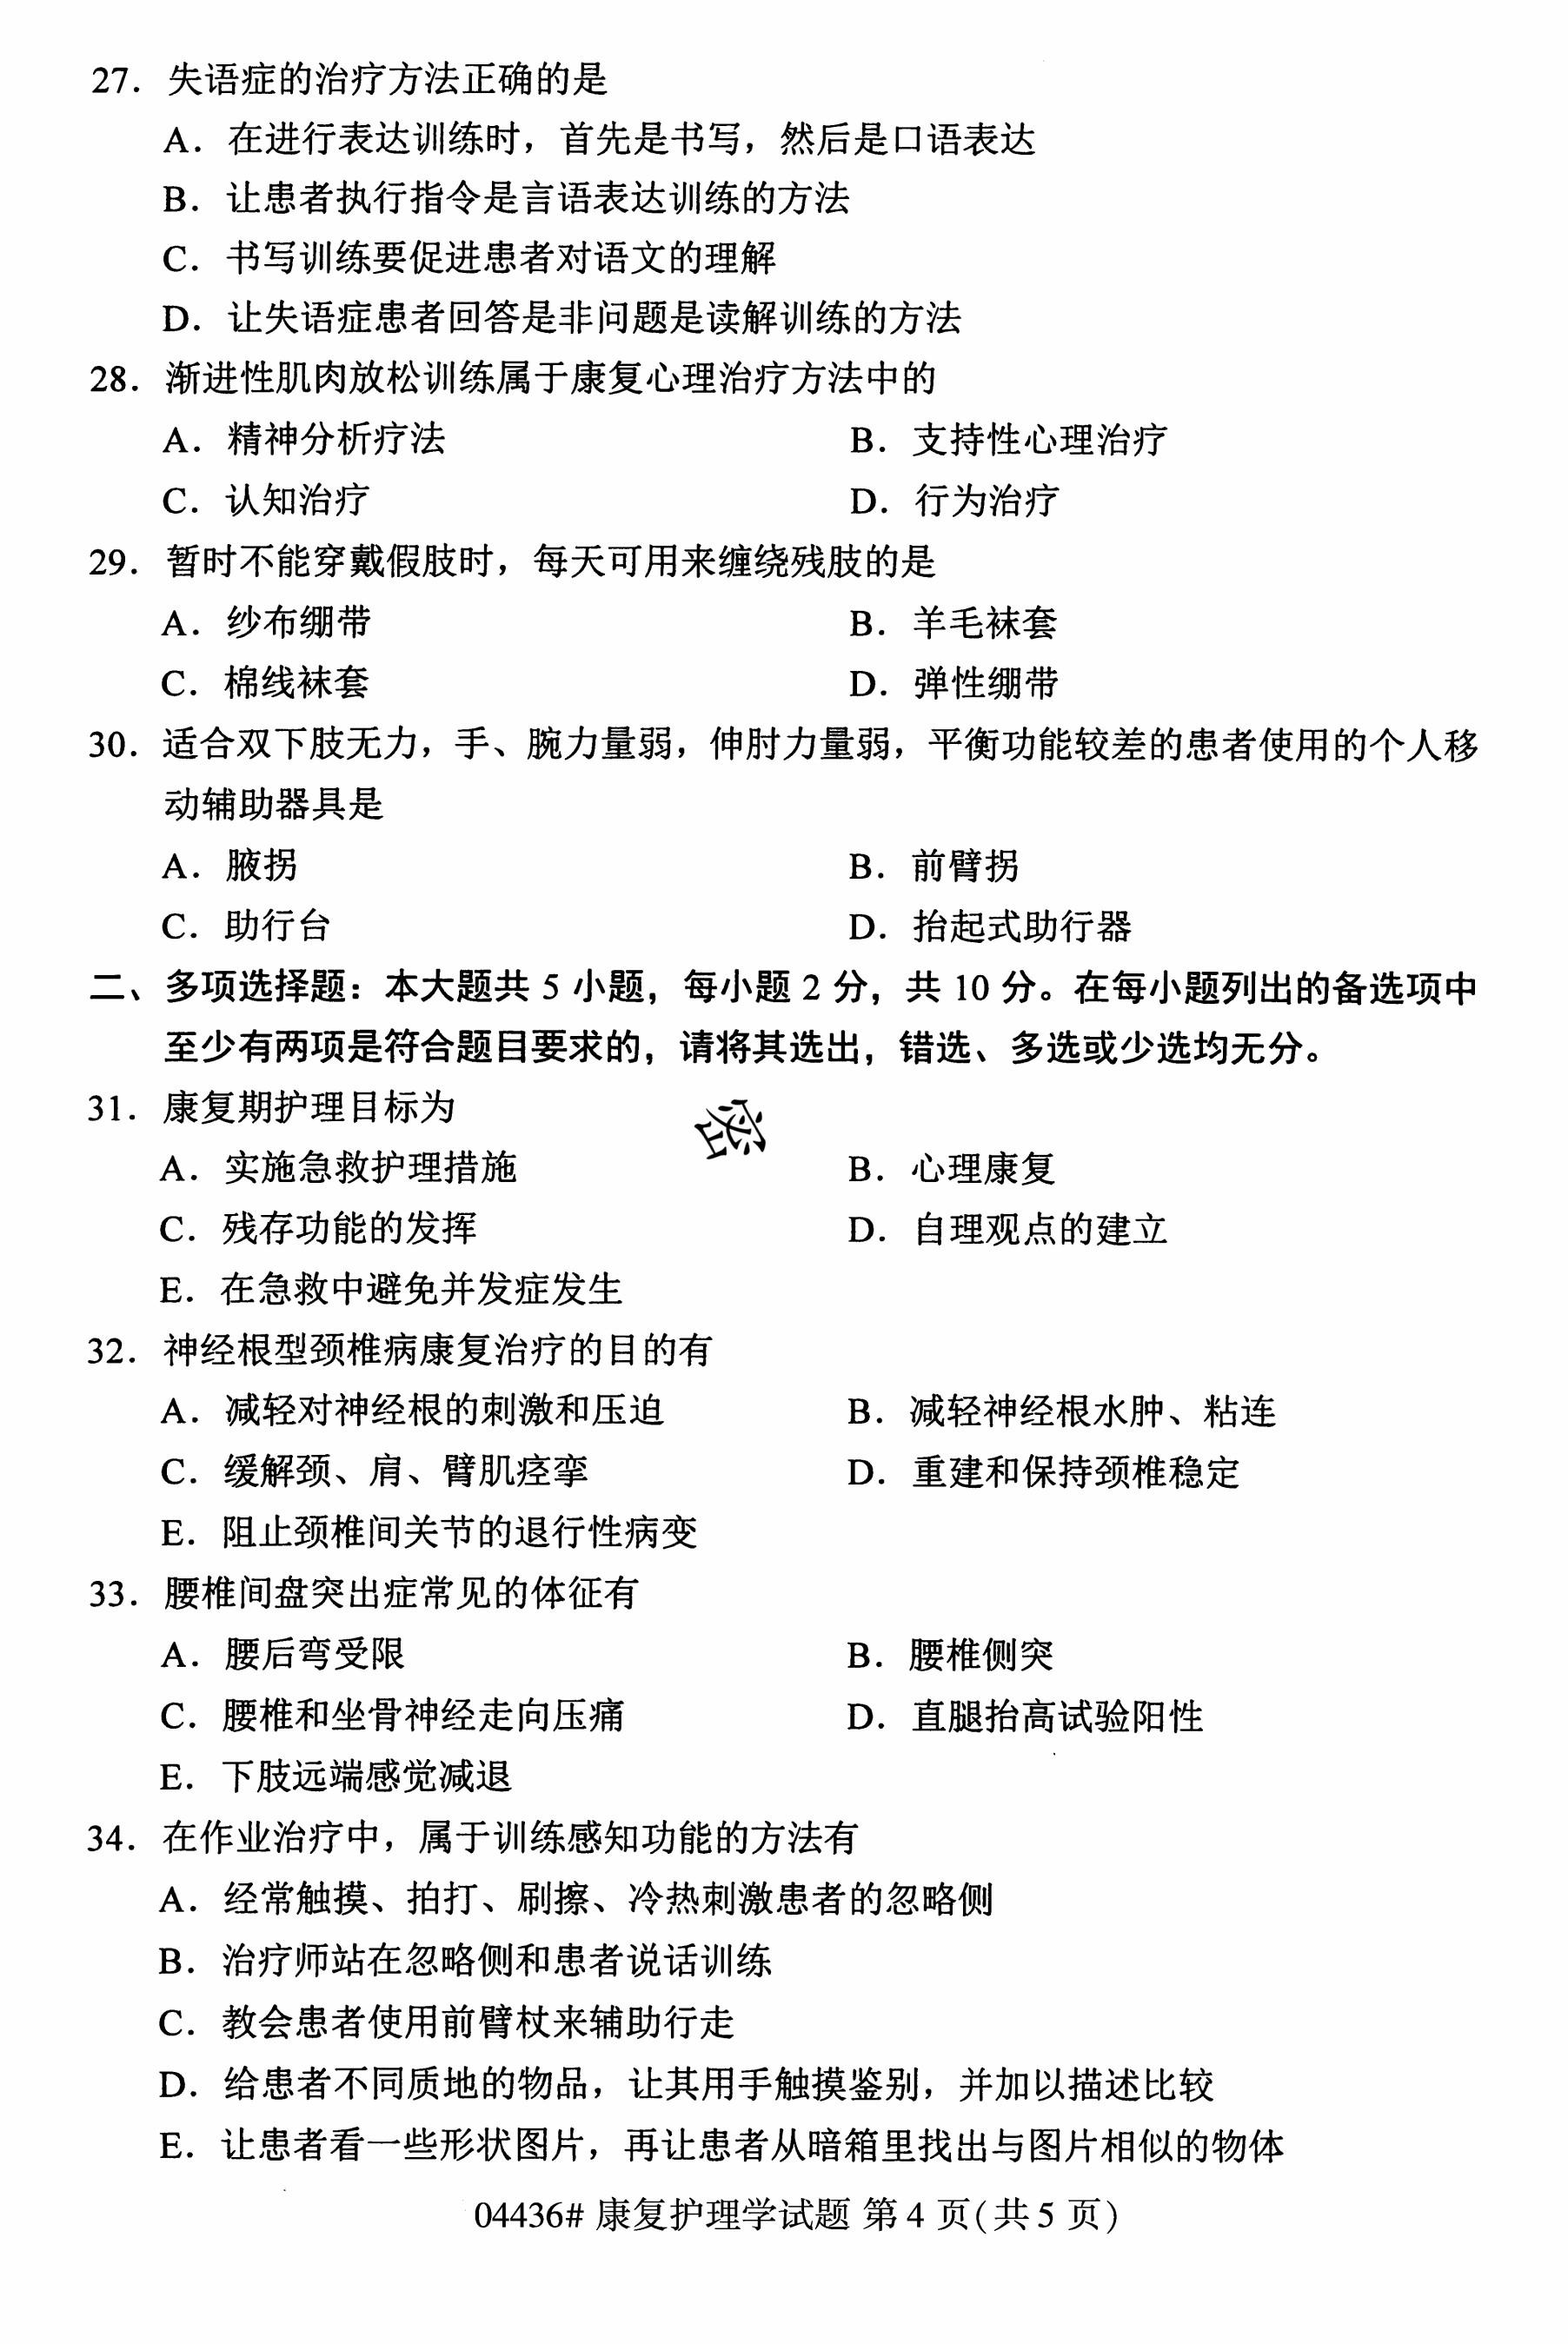 27. 失语症的治疗方法正确的是
A. 在进行表达训练时，首先是书写，然后是口语表达
B. 让患者执行指令是言语表达训练的方法
C. 书写训练要促进患者对语文的理解
D. 让失语症患者回答是非问题是读解训练的方法
28. 渐进性肌肉放松训练属于康复心理治疗方法中的
A. 精神分析疗法 B. 支持性心理治疗
C. 认知治疗 D. 行为治疗
29. 暂时不能穿戴假肢时，每天可用来缠绕残肢的是
A. 纱布绷带 B. 羊毛袜套
C. 棉线袜套 D. 弹性绷带
30. 适合双下肢无力，手、腕力量弱，伸肘力量弱，平衡功能较差的患者使用的个人移
动辅助器具是
A. 腋拐 B. 前臂拐
C. 助行台 D. 抬起式助行器
二、多项选择题：本大题共 5 小题，每小题 2 分，共 10 分。在每小题列出的备选项中
至少有两项是符合题目要求的，请将其选出，错选、多选或少选均无分。
31. 康复期护理目标为
密
A. 实施急救护理措施 B. 心理康复
C. 残存功能的发挥 D. 自理观点的建立
E. 在急救中避免并发症发生
32. 神经根型颈椎病康复治疗的目的有
A. 减轻对神经根的刺激和压迫 B. 减轻神经根水肿、粘连
C. 缓解颈、肩、臂肌痉挛 D. 重建和保持颈椎稳定
E. 阻止颈椎间关节的退行性病变
33. 腰椎间盘突出症常见的体征有
A. 腰后弯受限 B. 腰椎侧突
C. 腰椎和坐骨神经走向压痛 D. 直腿抬高试验阳性
E. 下肢远端感觉减退
34. 在作业治疗中，属于训练感知功能的方法有
A. 经常触摸、拍打、刷擦、冷热刺激患者的忽略侧
B. 治疗师站在忽略侧和患者说话训练
C. 教会患者使用前臂杖来辅助行走
D. 给患者不同质地的物品，让其用手触摸鉴别，并加以描述比较
E. 让患者看一些形状图片，再让患者从暗箱里找出与图片相似的物体
04436# 康复护理学试题 第 4 页(共 5 页)